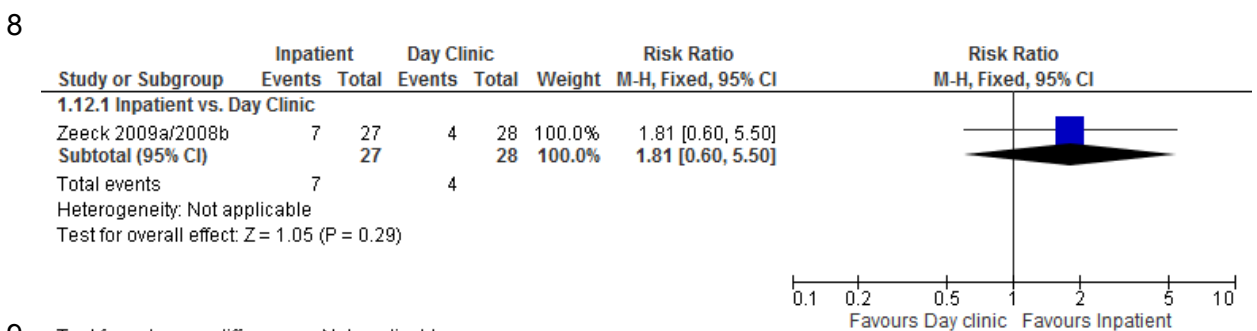 8
Inpatient Day Clinic Risk Ratio Risk Ratio
Study or Subgroup Events Total Events Total Weight M-H, Fixed, 95% CI M-H, Fixed, 95% CI
1.12.1 Inpatient vs. Day Clinic
Zeeck 2009a/2008b 7 27 4 28 100.0% 1.81 [0.60, 5.50]
Subtotal (95% CI) 27 28 100.0% 1.81 [0.60, 5.50]
Total events 7 4
Heterogeneity: Not applicable
Test for overall effect: Z = 1.05 (P = 0.29)
0.1 0.2 0.5 1 2 5 10
Favours Day clinic Favours Inpatient